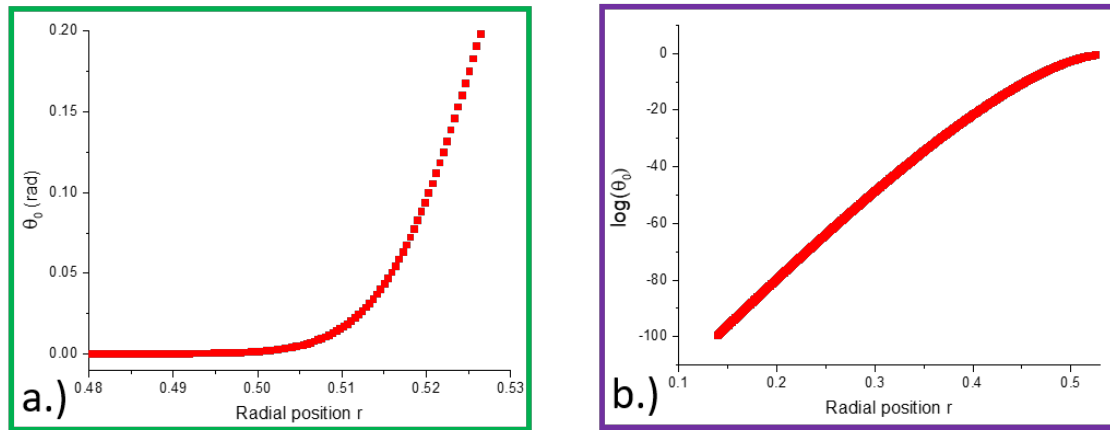 0.20
0.15
0.10
0.05
0.00
θ₀ (rad)
0.48 0.49 0.50 0.51 0.52 0.53
Radial position r
a.)
0
-20
-40
-60
-80
-100
log(θ₀)
0.1 0.2 0.3 0.4 0.5
Radial position r
b.)